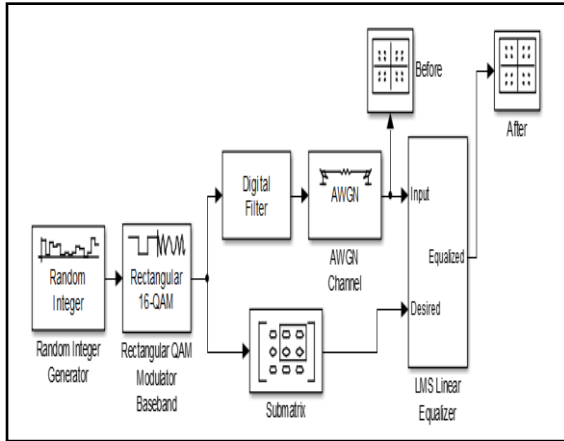 Before
After
Digital
Filter
AWGN
AWGN
Channel
Input
Equalized
Desired
LMS Linear
Equalizer
Random
Integer
Random Integer
Generator
Rectangular
16-QAM
Rectangular QAM
Modulator
Baseband
Submatrix